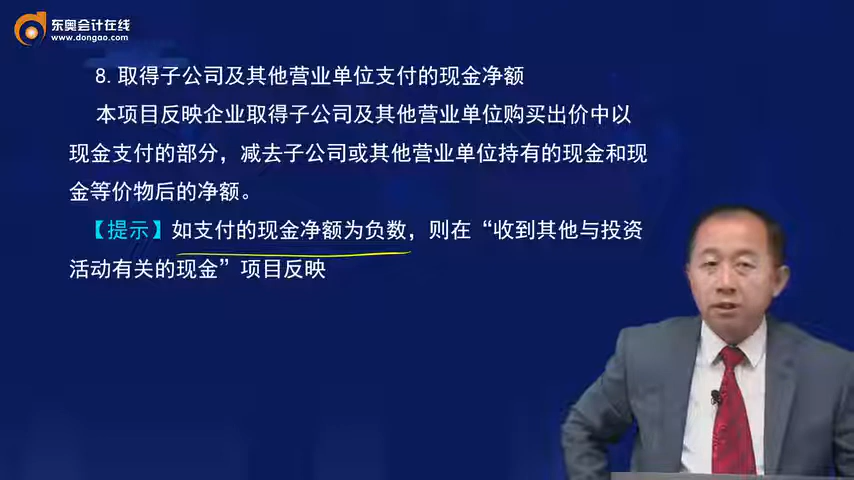 东奥会计在线
www.dongao.com
8. 取得子公司及其他营业单位支付的现金净额
本项目反映企业取得子公司及其他营业单位购买出价中以
现金支付的部分，减去子公司或其他营业单位持有的现金和现
金等价物后的净额。
【提示】如支付的现金净额为负数，则在“收到其他与投资
活动有关的现金”项目反映